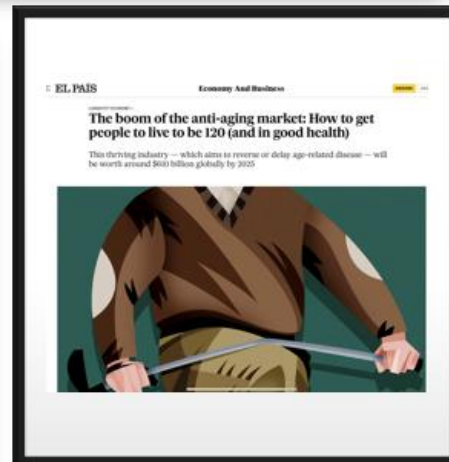 EL PAÍS
Economy And Business
The boom of the anti-aging market: How to get
people to live to be 120 (and in good health)
This thriving industry — which aims to reverse or delay age-related disease — will
be worth around $610 billion globally by 2025